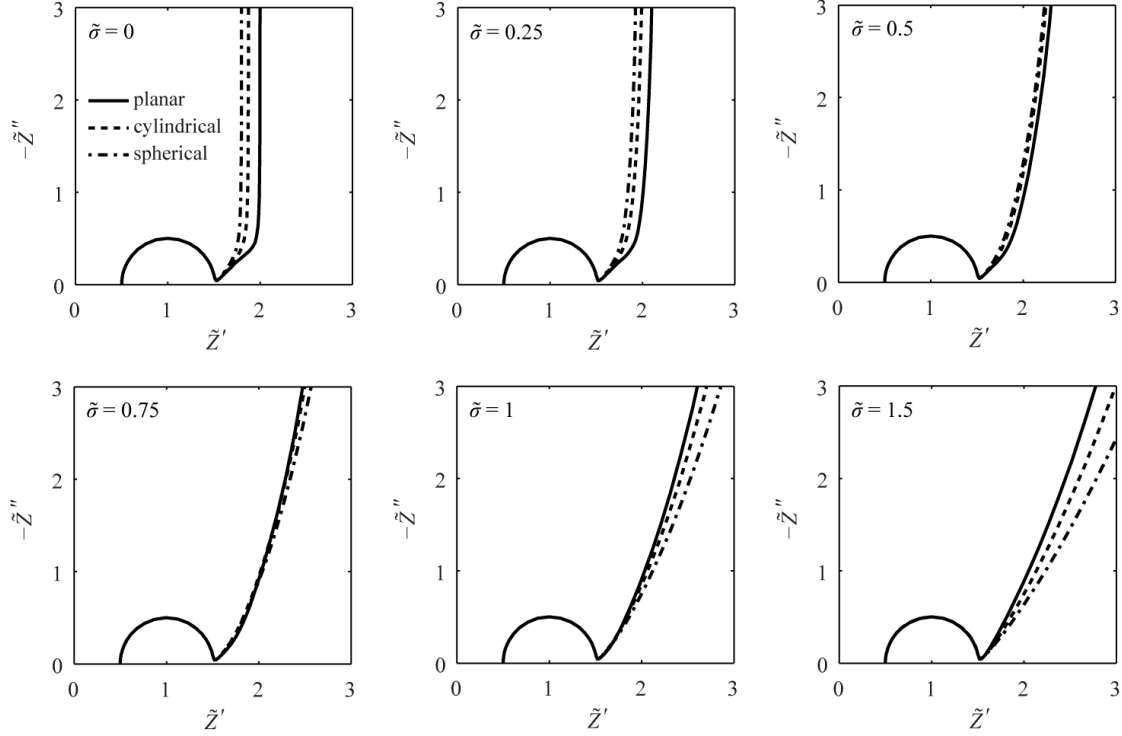 σ̃ = 0
planar
cylindrical
spherical
3
2
1
0
0 1 2 3
−Z̃″
Z̃′
σ̃ = 0.25
3
2
1
0
0 1 2 3
−Z̃″
Z̃′
σ̃ = 0.5
3
2
1
0
0 1 2 3
−Z̃″
Z̃′
σ̃ = 0.75
3
2
1
0
0 1 2 3
−Z̃″
Z̃′
σ̃ = 1
3
2
1
0
0 1 2 3
−Z̃″
Z̃′
σ̃ = 1.5
3
2
1
0
0 1 2 3
−Z̃″
Z̃′